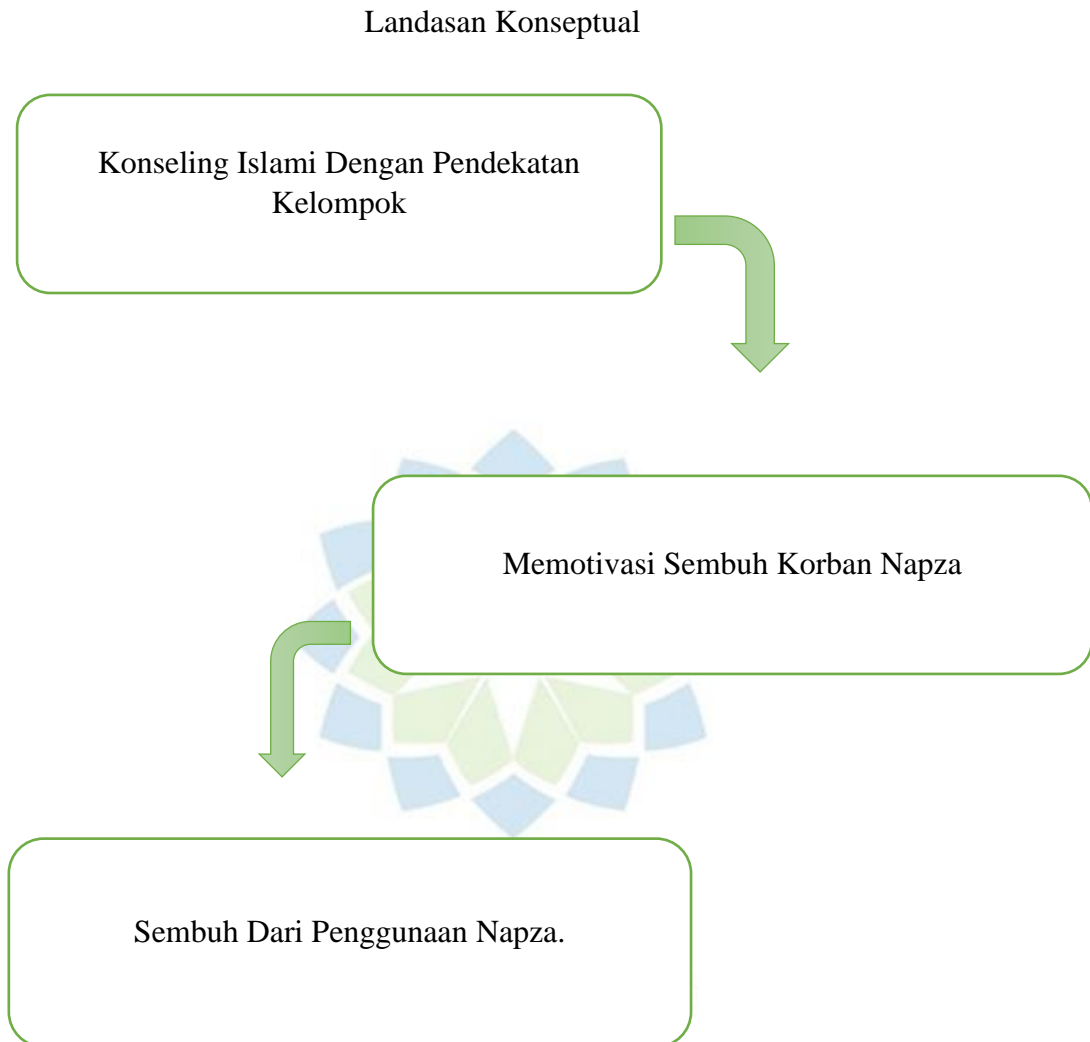 Landasan Konseptual
Konseling Islami Dengan Pendekatan
Kelompok
Memotivasi Sembuh Korban Napza
Sembuh Dari Penggunaan Napza.